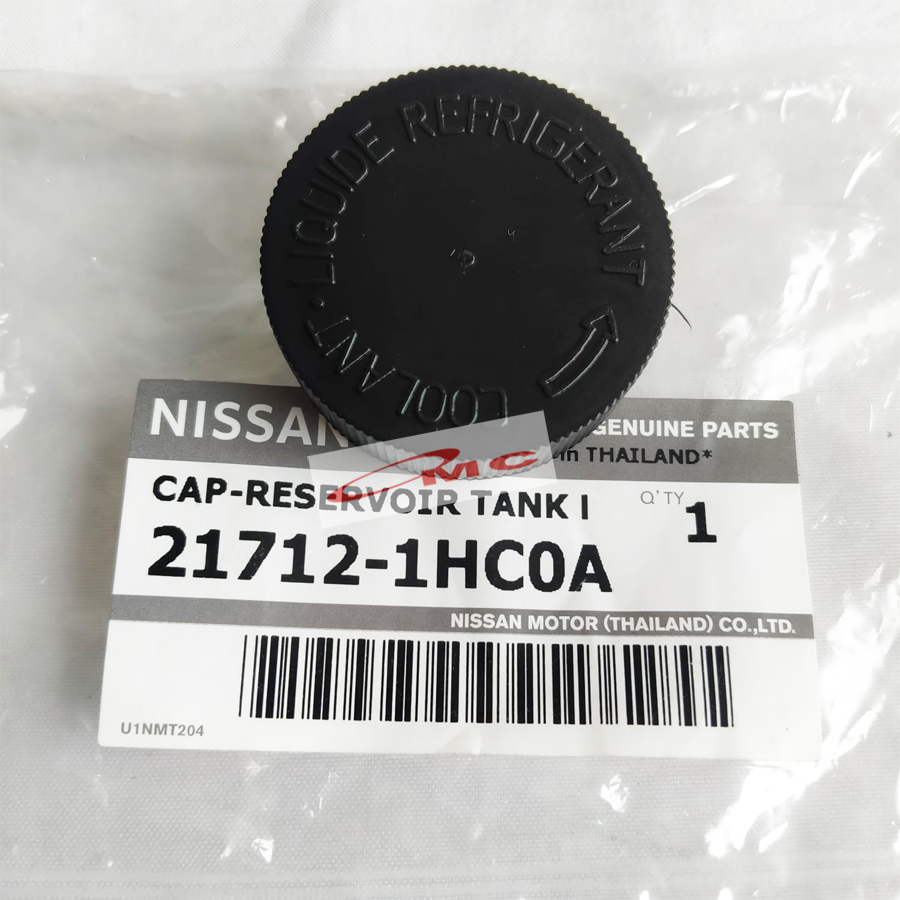 COOLANT · LIQUIDE REFRIGERANT
NISSAN
GENUINE PARTS
in THAILAND*
RMC
CAP-RESERVOIR TANK I
Q'TY 1
21712-1HC0A
NISSAN MOTOR (THAILAND) CO.,LTD.
U1NMT204